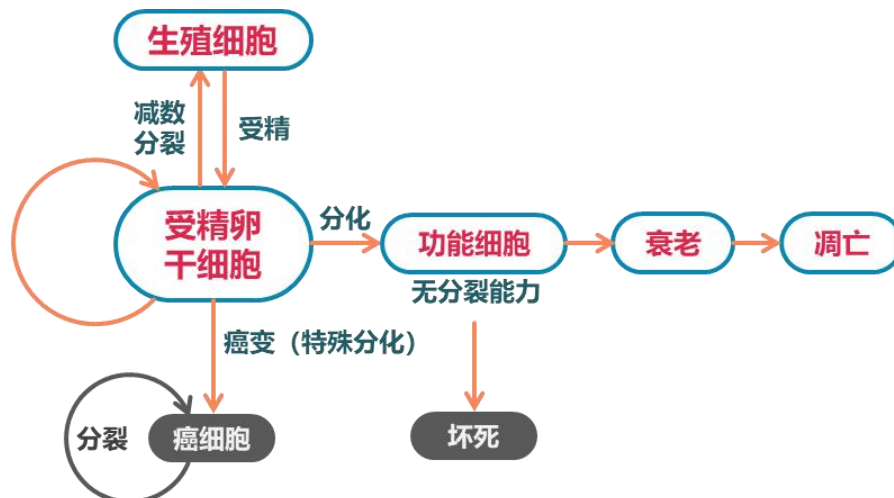 生殖细胞
减数
分裂
受精
受精卵
干细胞
分化
功能细胞
衰老
凋亡
无分裂能力
癌变（特殊分化）
分裂
癌细胞
坏死